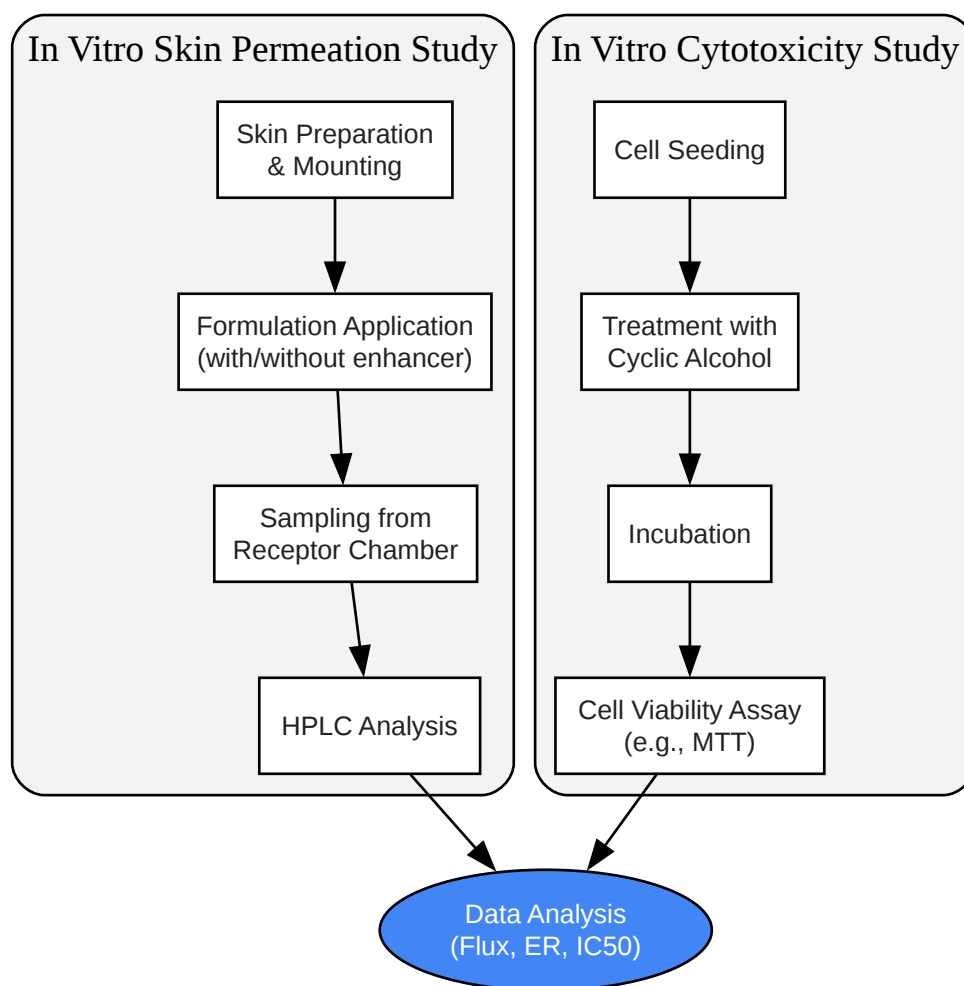 In Vitro Skin Permeation Study
Skin Preparation
& Mounting
Formulation Application
(with/without enhancer)
Sampling from
Receptor Chamber
HPLC Analysis
In Vitro Cytotoxicity Study
Cell Seeding
Treatment with
Cyclic Alcohol
Incubation
Cell Viability Assay
(e.g., MTT)
Data Analysis
(Flux, ER, IC50)